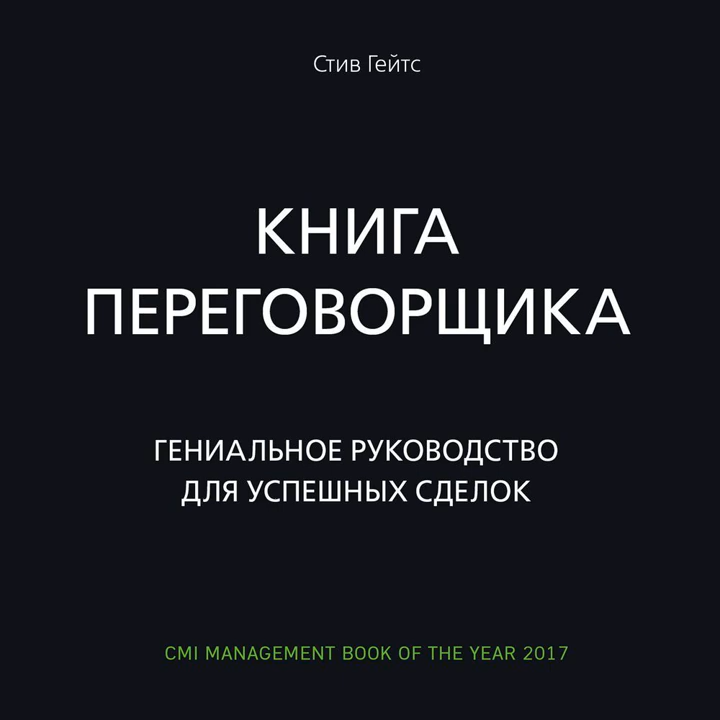 Стив Гейтс
КНИГА
ПЕРЕГОВОРЩИКА
ГЕНИАЛЬНОЕ РУКОВОДСТВО
ДЛЯ УСПЕШНЫХ СДЕЛОК
CMI MANAGEMENT BOOK OF THE YEAR 2017